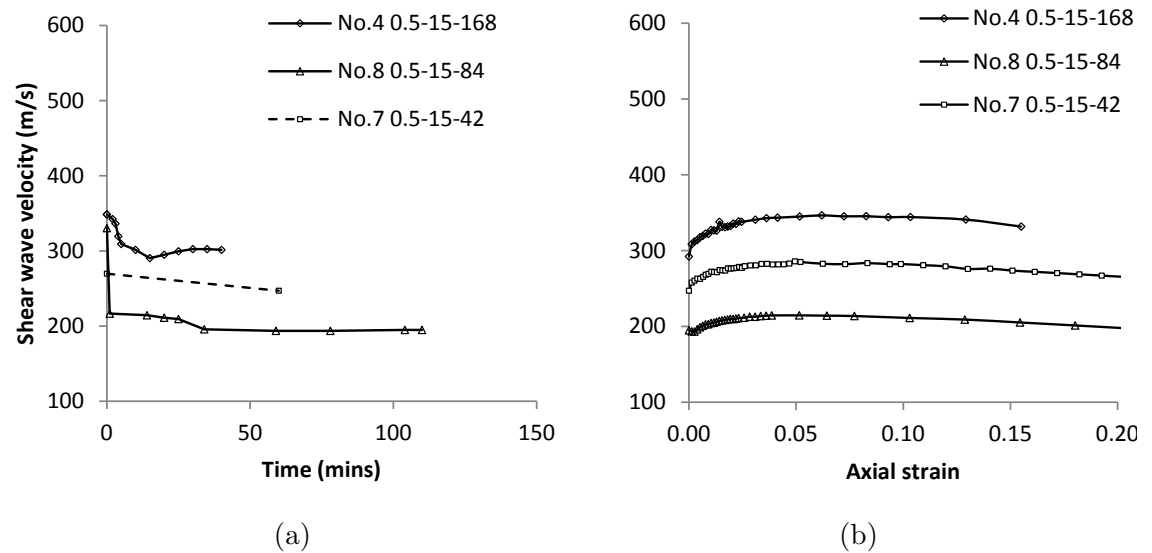 600
500
400
300
200
100
Shear wave velocity (m/s)
0
50
100
150
Time (mins)
No.4 0.5-15-168
No.8 0.5-15-84
No.7 0.5-15-42
(a)
600
500
400
300
200
100
0.00
0.05
0.10
0.15
0.20
Axial strain
No.4 0.5-15-168
No.8 0.5-15-84
No.7 0.5-15-42
(b)